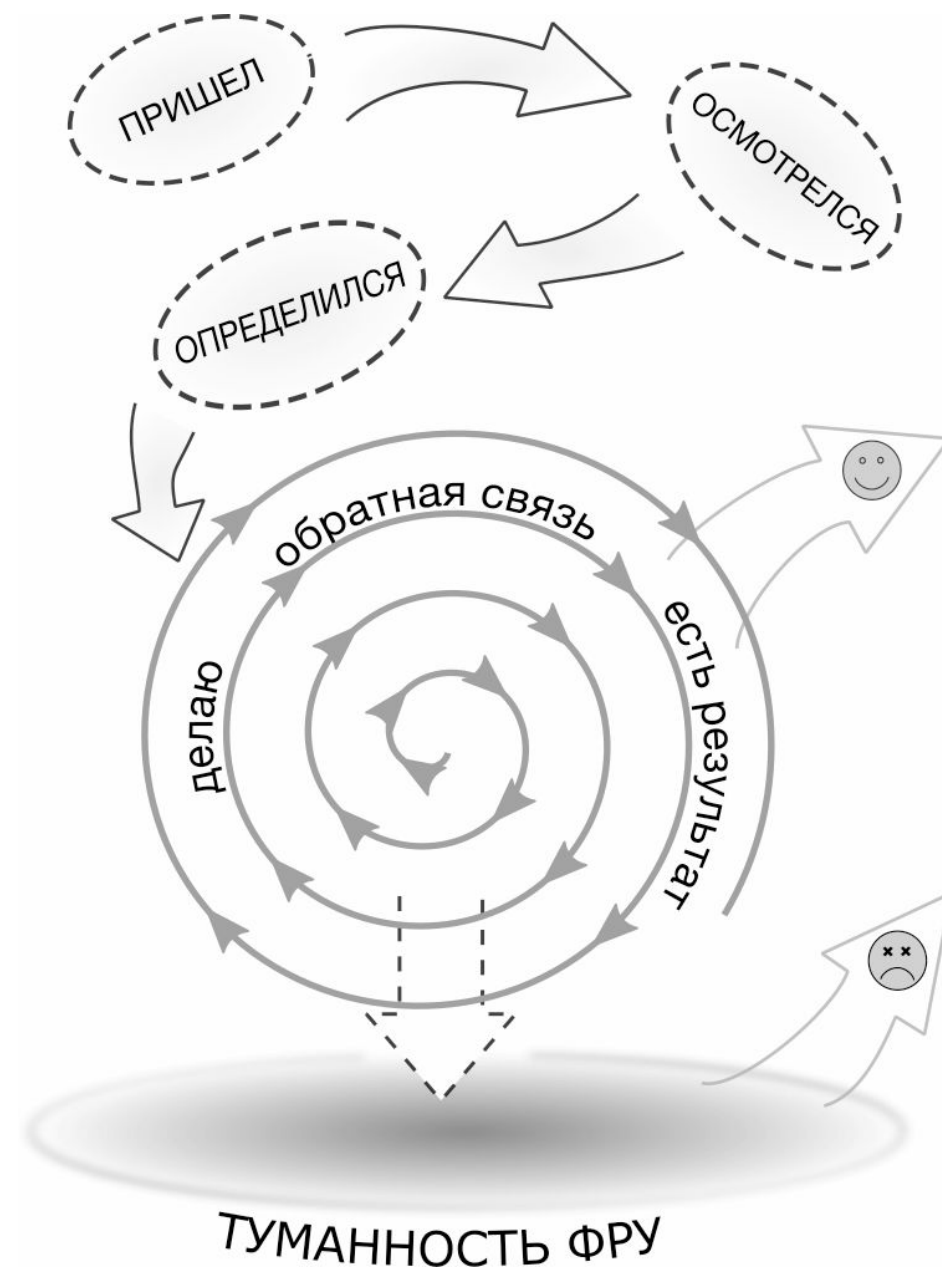 ПРИШЕЛ
ОСМОТРЕЛСЯ
ОПРЕДЕЛИЛСЯ
обратная связь
делаю
есть результат
ТУМАННОСТЬ ФРУ